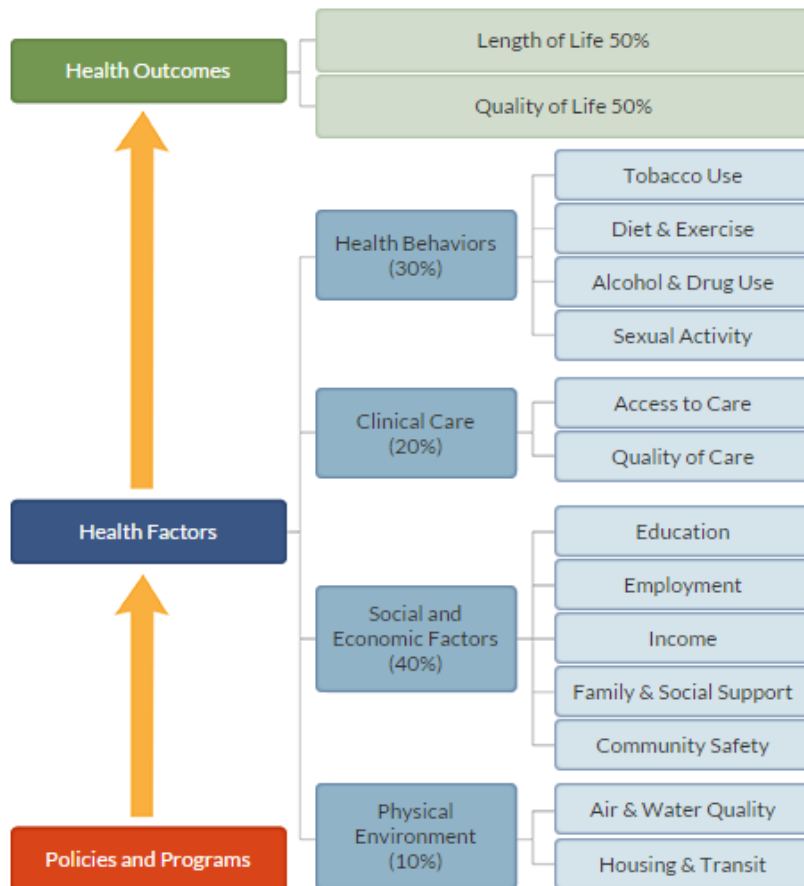 Health Outcomes
Length of Life 50%
Quality of Life 50%
Health Behaviors
(30%)
Tobacco Use
Diet & Exercise
Alcohol & Drug Use
Sexual Activity
Clinical Care
(20%)
Access to Care
Quality of Care
Health Factors
Social and
Economic Factors
(40%)
Education
Employment
Income
Family & Social Support
Community Safety
Physical
Environment
(10%)
Air & Water Quality
Housing & Transit
Policies and Programs